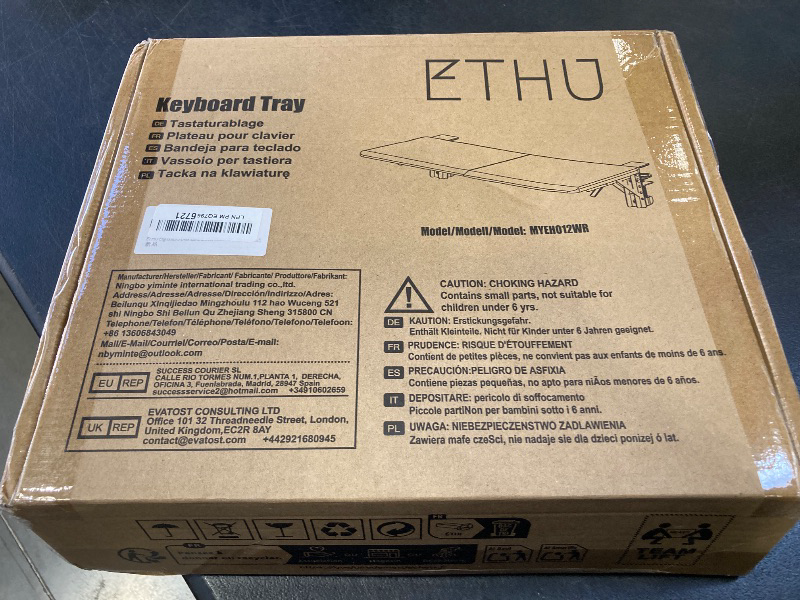 ETHU
Keyboard Tray
DE Tastaturablage
FR Plateau pour clavier
ES Bandeja para teclado
IT Vassoio per tastiera
PL Tacka na klawiaturę
Model/Modell/Model: MYEH012WR
Manufacturer/Hersteller/Fabricant/ Fabricante/ Produttore/Fabrikant:
Ningbo yiminte international trading co.,ltd.
Address/Adresse/Adresse/Dirección/Indirizzo/Adres:
Beilunqu Xingjiedao Mingzhoulu 112 hao Wuceng 521
shi Ningbo Shi Beilun Qu Zhejiang Sheng 315800 CN
Telephone/Telefon/Téléphone/Teléfono/Telefono/Telefoon:
+86 13606843049
Mail/E-Mail/Courriel/Correo/Posta/E-mail:
nbyminte@outlook.com
EU REP
SUCCESS COURIER SL
CALLE RIO TORMES NUM.1,PLANTA 1, DERECHA,
OFICINA 3, Fuenlabrada, Madrid, 28947 Spain
successservice2@hotmail.com +34910602659
UK REP
EVATOST CONSULTING LTD
Office 101 32 Threadneedle Street, London,
United Kingdom,EC2R 8AY
contact@evatost.com +442921680945
CAUTION: CHOKING HAZARD
Contains small parts, not suitable for
children under 6 yrs.
DE KAUTION: Erstickungsgefahr.
Enthält Kleinteile. Nicht für Kinder unter 6 Jahren geeignet.
FR PRUDENCE: RISQUE D'ÉTOUFFEMENT
Contient de petites pièces, ne convient pas aux enfants de moins de 6 ans.
ES PRECAUCIÓN:PELIGRO DE ASFIXIA
Contiene piezas pequeñas, no apto para niÃos menores de 6 años.
IT DEPOSITARE: pericolo di soffocamento
Piccole partiNon per bambini sotto i 6 anni.
PL UWAGA: NIEBEZPIECZENSTWO ZADLAWIENIA
Zawiera mafe czeSci, nie nadaje sie dla dzieci ponizej ó lat.
FR
TEAM